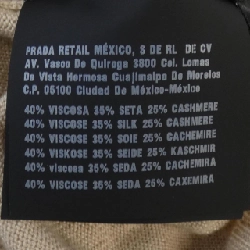 PRADA RETAIL MÉXICO, S DE RL DE CV
AV. Vasco De Quiroga 3800 Col. Lomas
De Vista Hermosa Cuajimalpa De Morelos
C.P. 05100 Ciudad De México-México
40% VISCOSA 35% SETA 25% CASHMERE
40% VISCOSE 35% SILK 25% CASHMERE
40% VISCOSE 35% SOIE 25% CACHEMIRE
40% VISKOSE 35% SEIDE 25% KASCHMIR
40% viscosa 35% SEDA 25% CACHEMIRA
40% VISCOSE 35% SEDA 25% CAXEMIRA